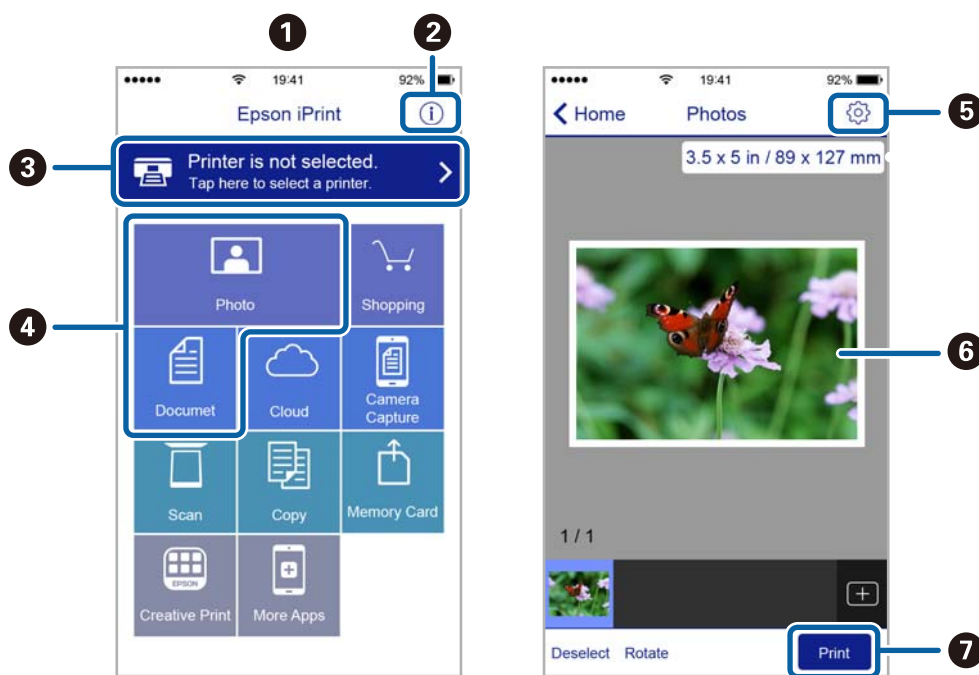 1
2
19:41
92%
Epson iPrint
i
3
Printer is not selected.
Tap here to select a printer.
4
Photo
Shopping
Documet
Cloud
Camera
Capture
Scan
Copy
Memory Card
EPSON
Creative Print
More Apps
19:41
92%
Home
Photos
5
3.5 x 5 in / 89 x 127 mm
6
1 / 1
Deselect
Rotate
Print
7